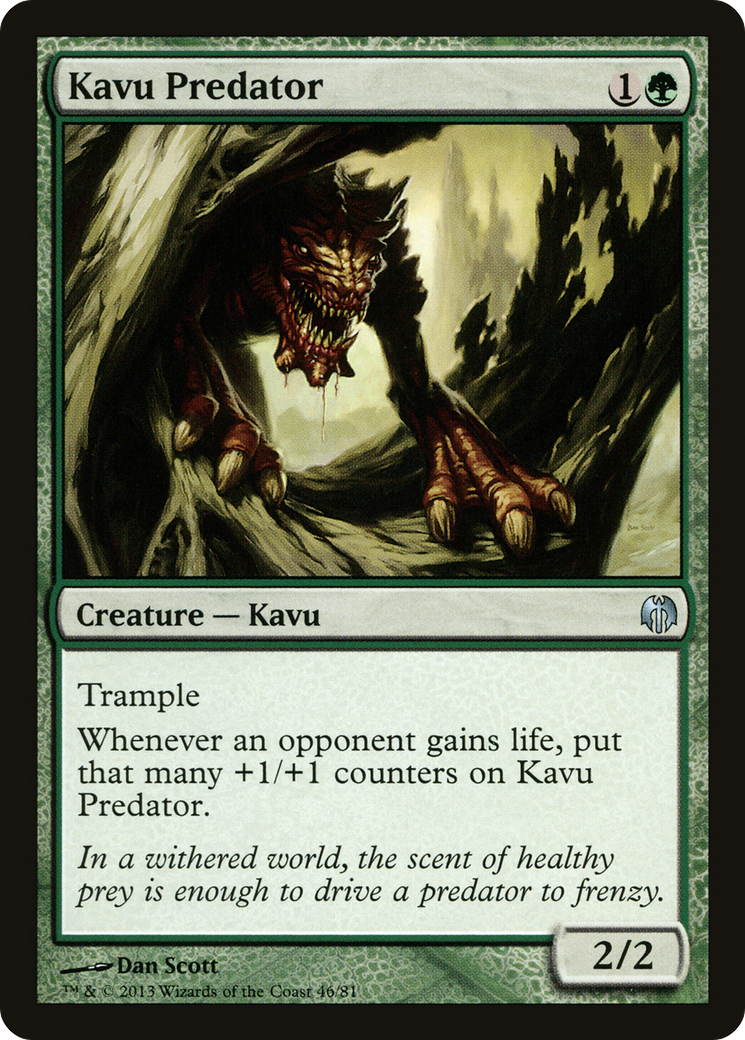 Kavu Predator
1
Creature — Kavu
Trample
Whenever an opponent gains life, put
that many +1/+1 counters on Kavu
Predator.
In a withered world, the scent of healthy
prey is enough to drive a predator to frenzy.
2/2
Dan Scott
™ & © 2013 Wizards of the Coast 46/81